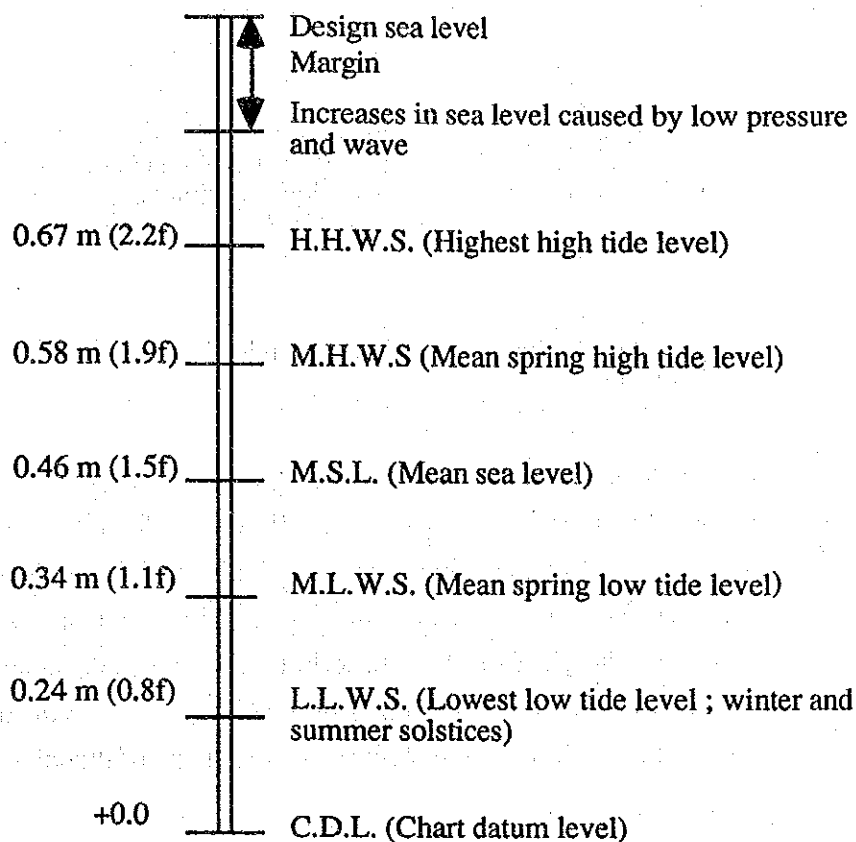 Design sea level
Margin
Increases in sea level caused by low pressure
and wave
0.67 m (2.2f) H.H.W.S. (Highest high tide level)
0.58 m (1.9f) M.H.W.S (Mean spring high tide level)
0.46 m (1.5f) M.S.L. (Mean sea level)
0.34 m (1.1f) M.L.W.S. (Mean spring low tide level)
0.24 m (0.8f) L.L.W.S. (Lowest low tide level ; winter and
summer solstices)
+0.0 C.D.L. (Chart datum level)